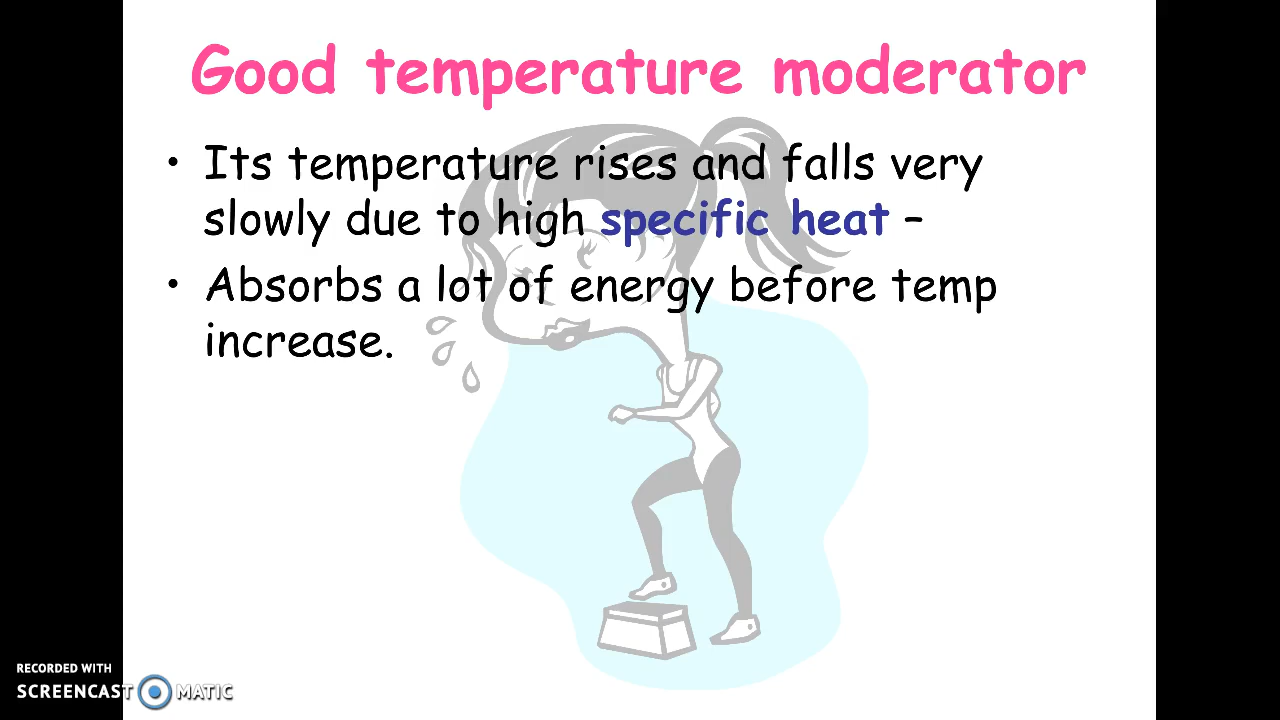 Good temperature moderator
• Its temperature rises and falls very
slowly due to high specific heat –
• Absorbs a lot of energy before temp
increase.
RECORDED WITH
SCREENCAST MATIC